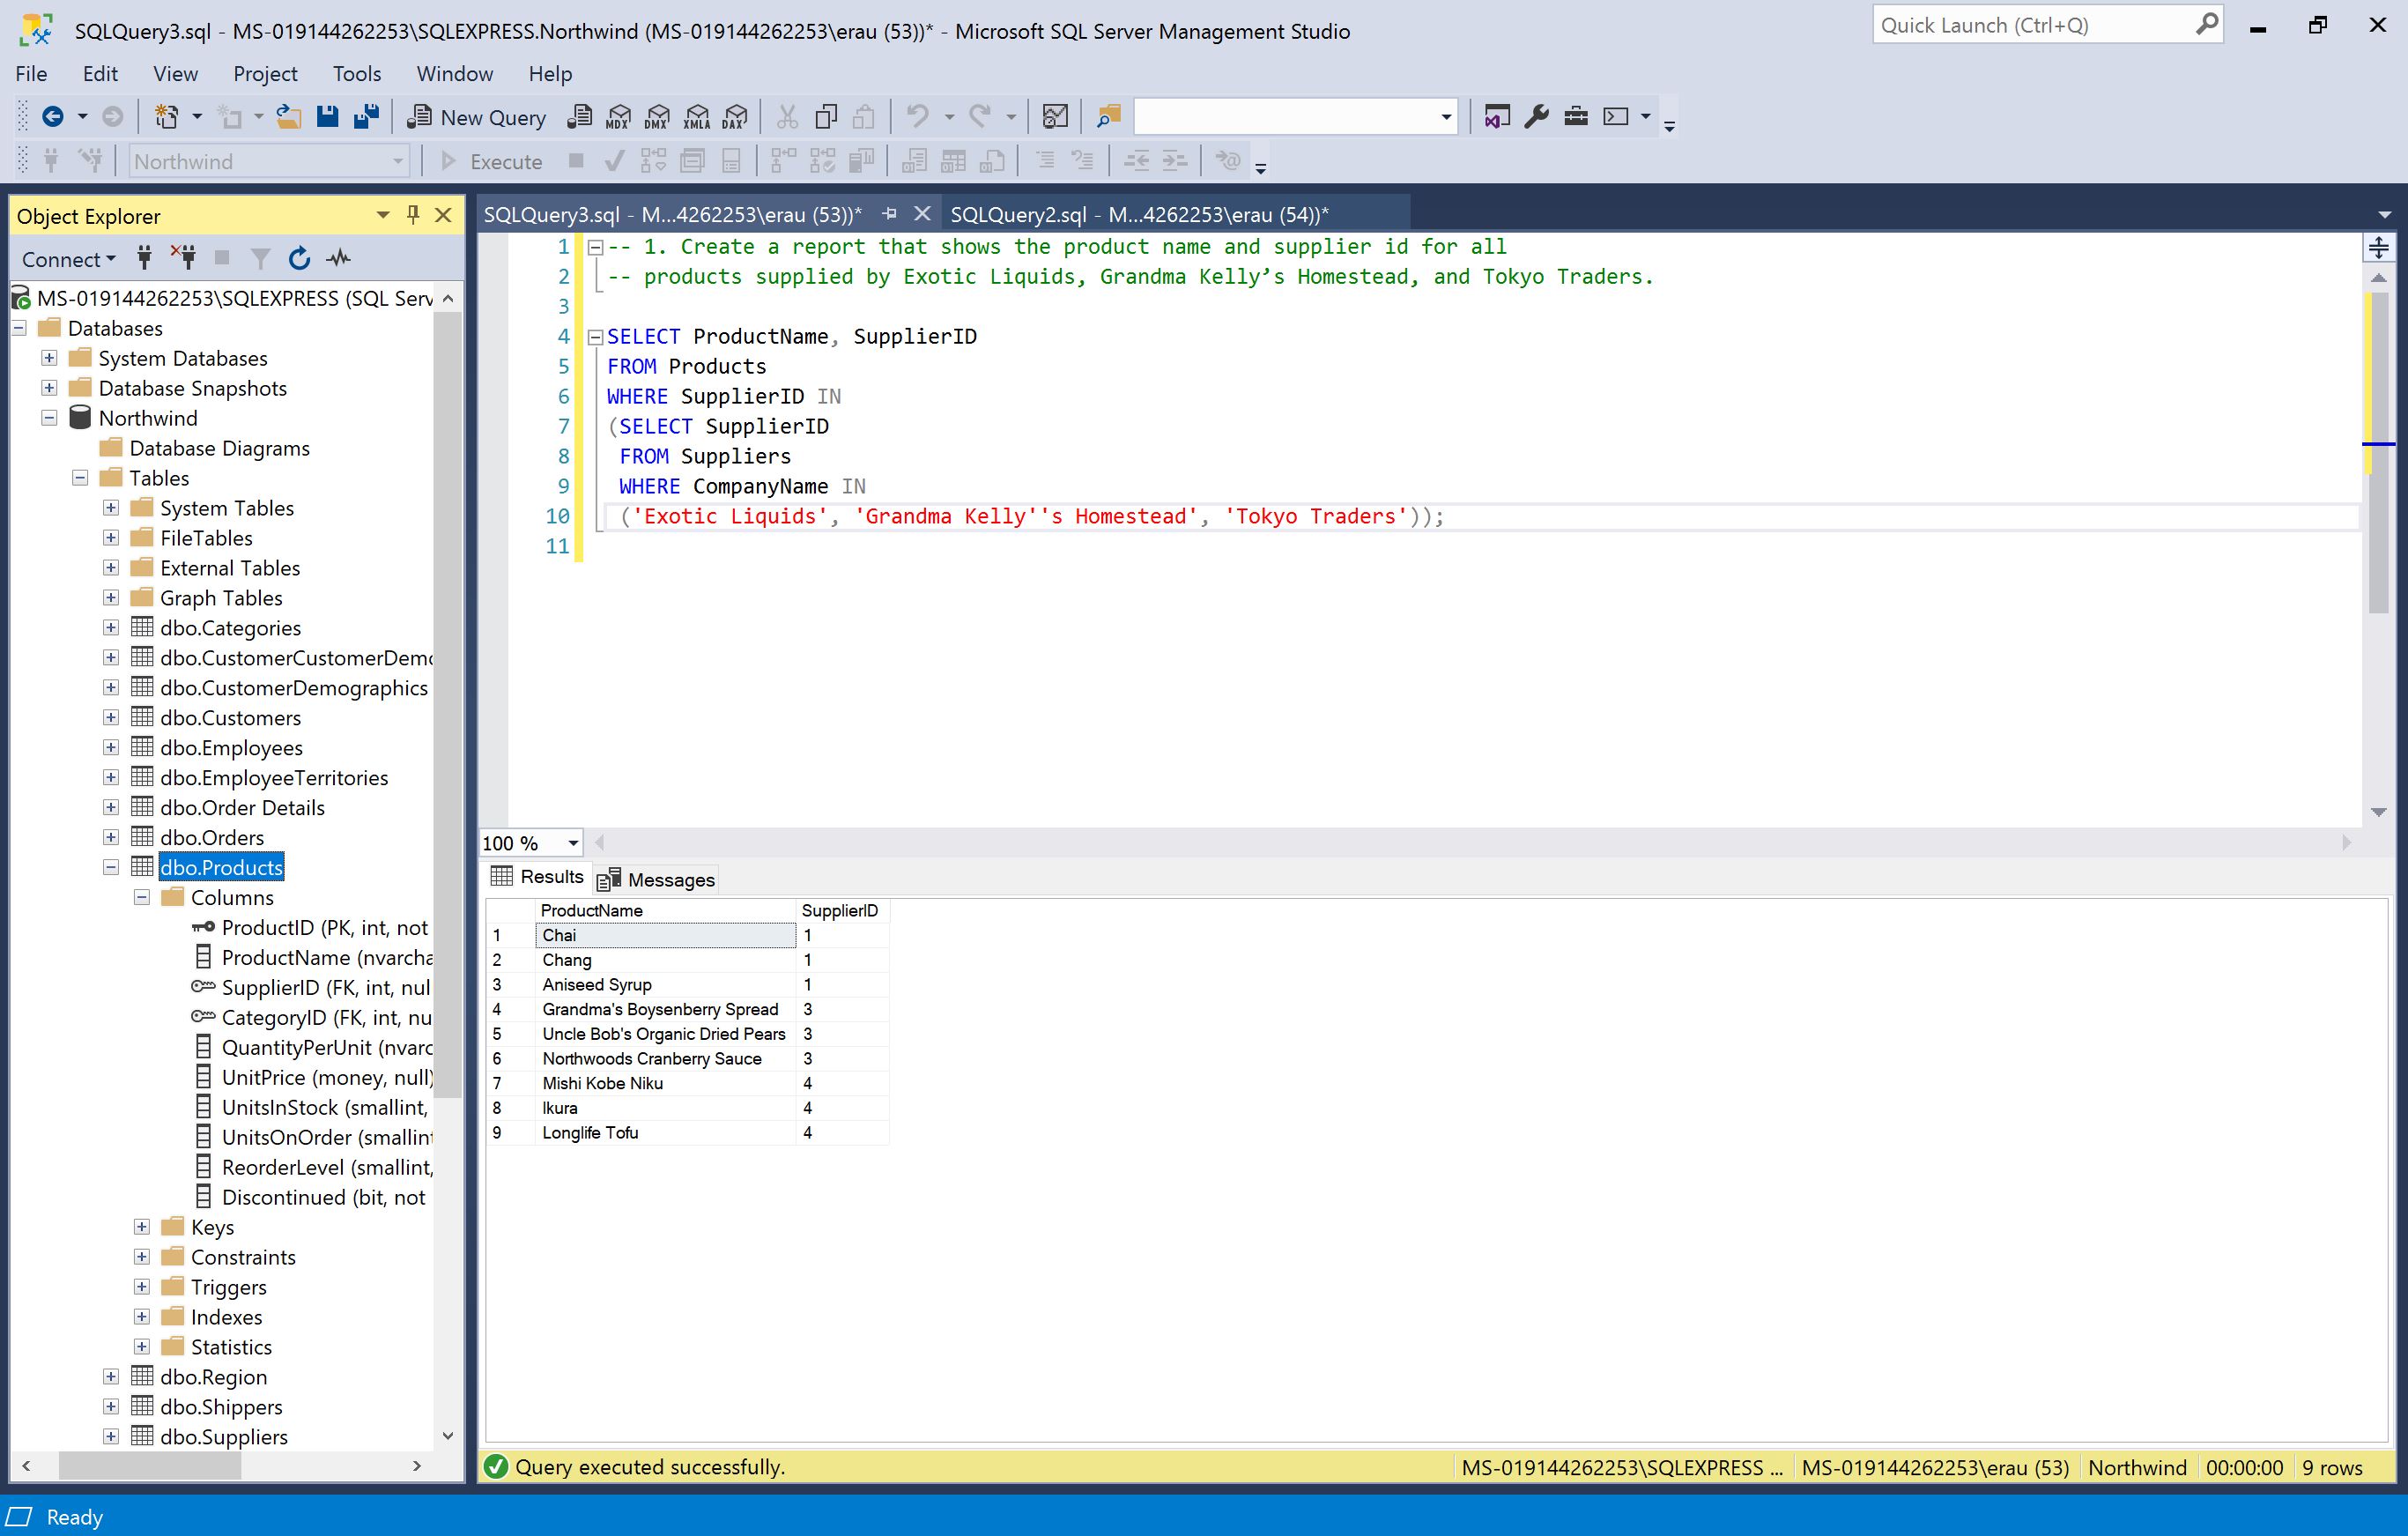 SQLQuery3.sql - MS-019144262253\SQLEXPRESS.Northwind (MS-019144262253\erau (53))* - Microsoft SQL Server Management Studio
Quick Launch (Ctrl+Q)
File Edit View Project Tools Window Help
New Query MDX DMX XMLA DAX
Northwind Execute
Object Explorer
Connect
MS-019144262253\SQLEXPRESS (SQL Serv
Databases
System Databases
Database Snapshots
Northwind
Database Diagrams
Tables
System Tables
FileTables
External Tables
Graph Tables
dbo.Categories
dbo.CustomerCustomerDemo
dbo.CustomerDemographics
dbo.Customers
dbo.Employees
dbo.EmployeeTerritories
dbo.Order Details
dbo.Orders
dbo.Products
Columns
ProductID (PK, int, not
ProductName (nvarcha
SupplierID (FK, int, nul
CategoryID (FK, int, nu
QuantityPerUnit (nvarc
UnitPrice (money, null)
UnitsInStock (smallint,
UnitsOnOrder (smallint
ReorderLevel (smallint,
Discontinued (bit, not
Keys
Constraints
Triggers
Indexes
Statistics
dbo.Region
dbo.Shippers
dbo.Suppliers
SQLQuery3.sql - M...4262253\erau (53))* SQLQuery2.sql - M...4262253\erau (54))*
1 -- 1. Create a report that shows the product name and supplier id for all
2 -- products supplied by Exotic Liquids, Grandma Kelly’s Homestead, and Tokyo Traders.
3
4 SELECT ProductName, SupplierID
5 FROM Products
6 WHERE SupplierID IN
7 (SELECT SupplierID
8 FROM Suppliers
9 WHERE CompanyName IN
10 ('Exotic Liquids', 'Grandma Kelly''s Homestead', 'Tokyo Traders'));
11
100 %
Results Messages
ProductName SupplierID
1 Chai 1
2 Chang 1
3 Aniseed Syrup 1
4 Grandma's Boysenberry Spread 3
5 Uncle Bob's Organic Dried Pears 3
6 Northwoods Cranberry Sauce 3
7 Mishi Kobe Niku 4
8 Ikura 4
9 Longlife Tofu 4
Query executed successfully. MS-019144262253\SQLEXPRESS ... MS-019144262253\erau (53) Northwind 00:00:00 9 rows
Ready